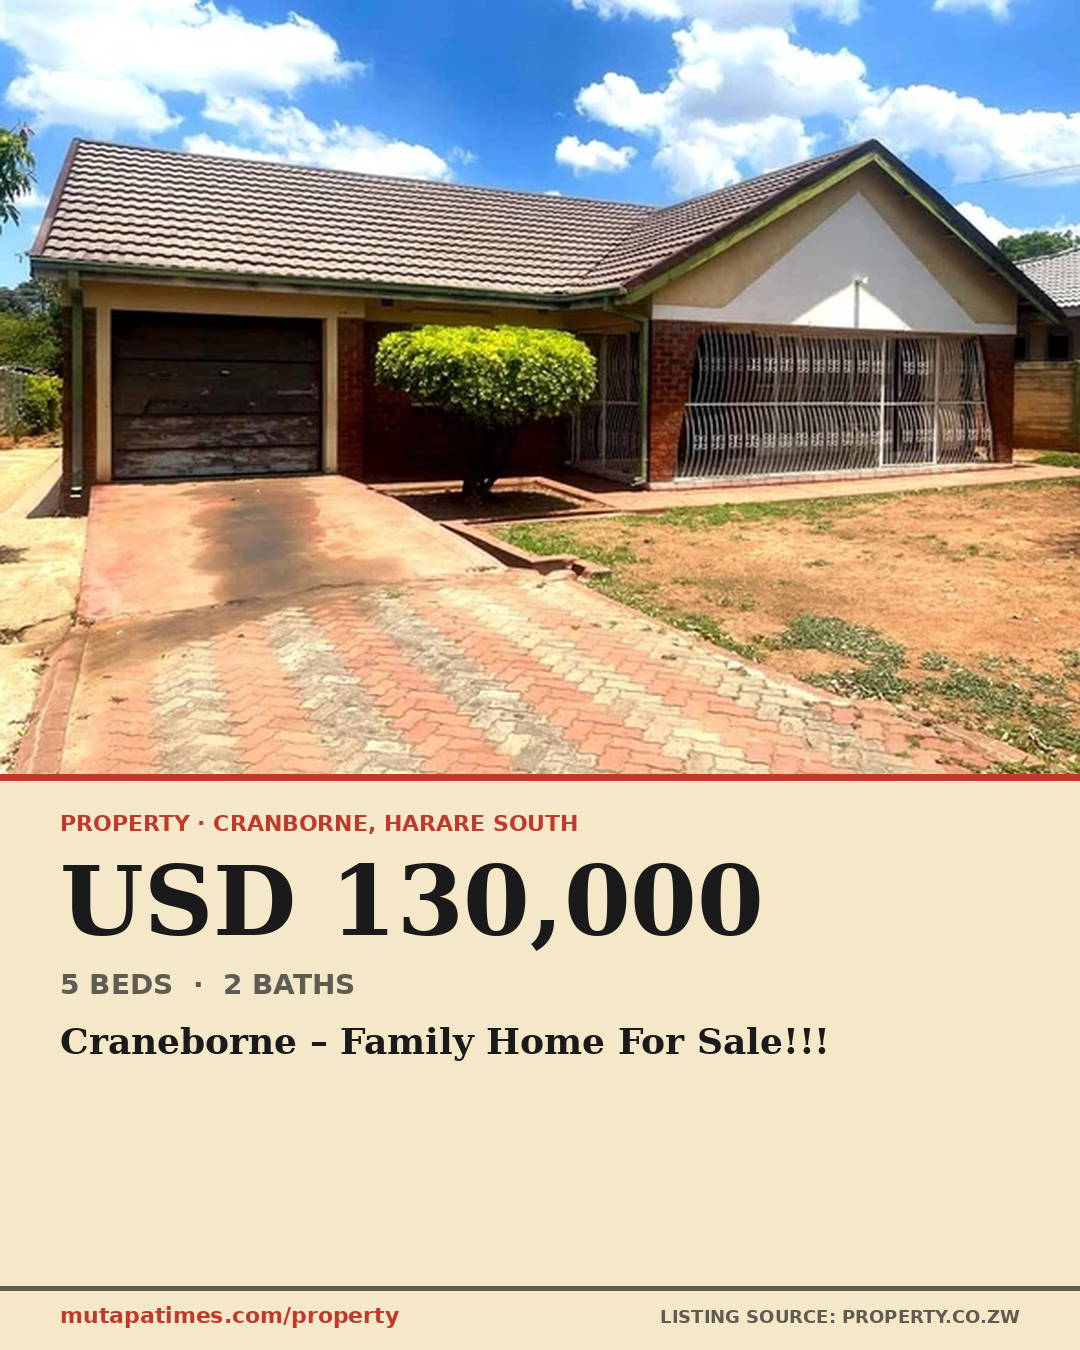 PROPERTY · CRANBORNE, HARARE SOUTH
USD 130,000
5 BEDS · 2 BATHS
Craneborne – Family Home For Sale!!!
mutapatimes.com/property
LISTING SOURCE: PROPERTY.CO.ZW